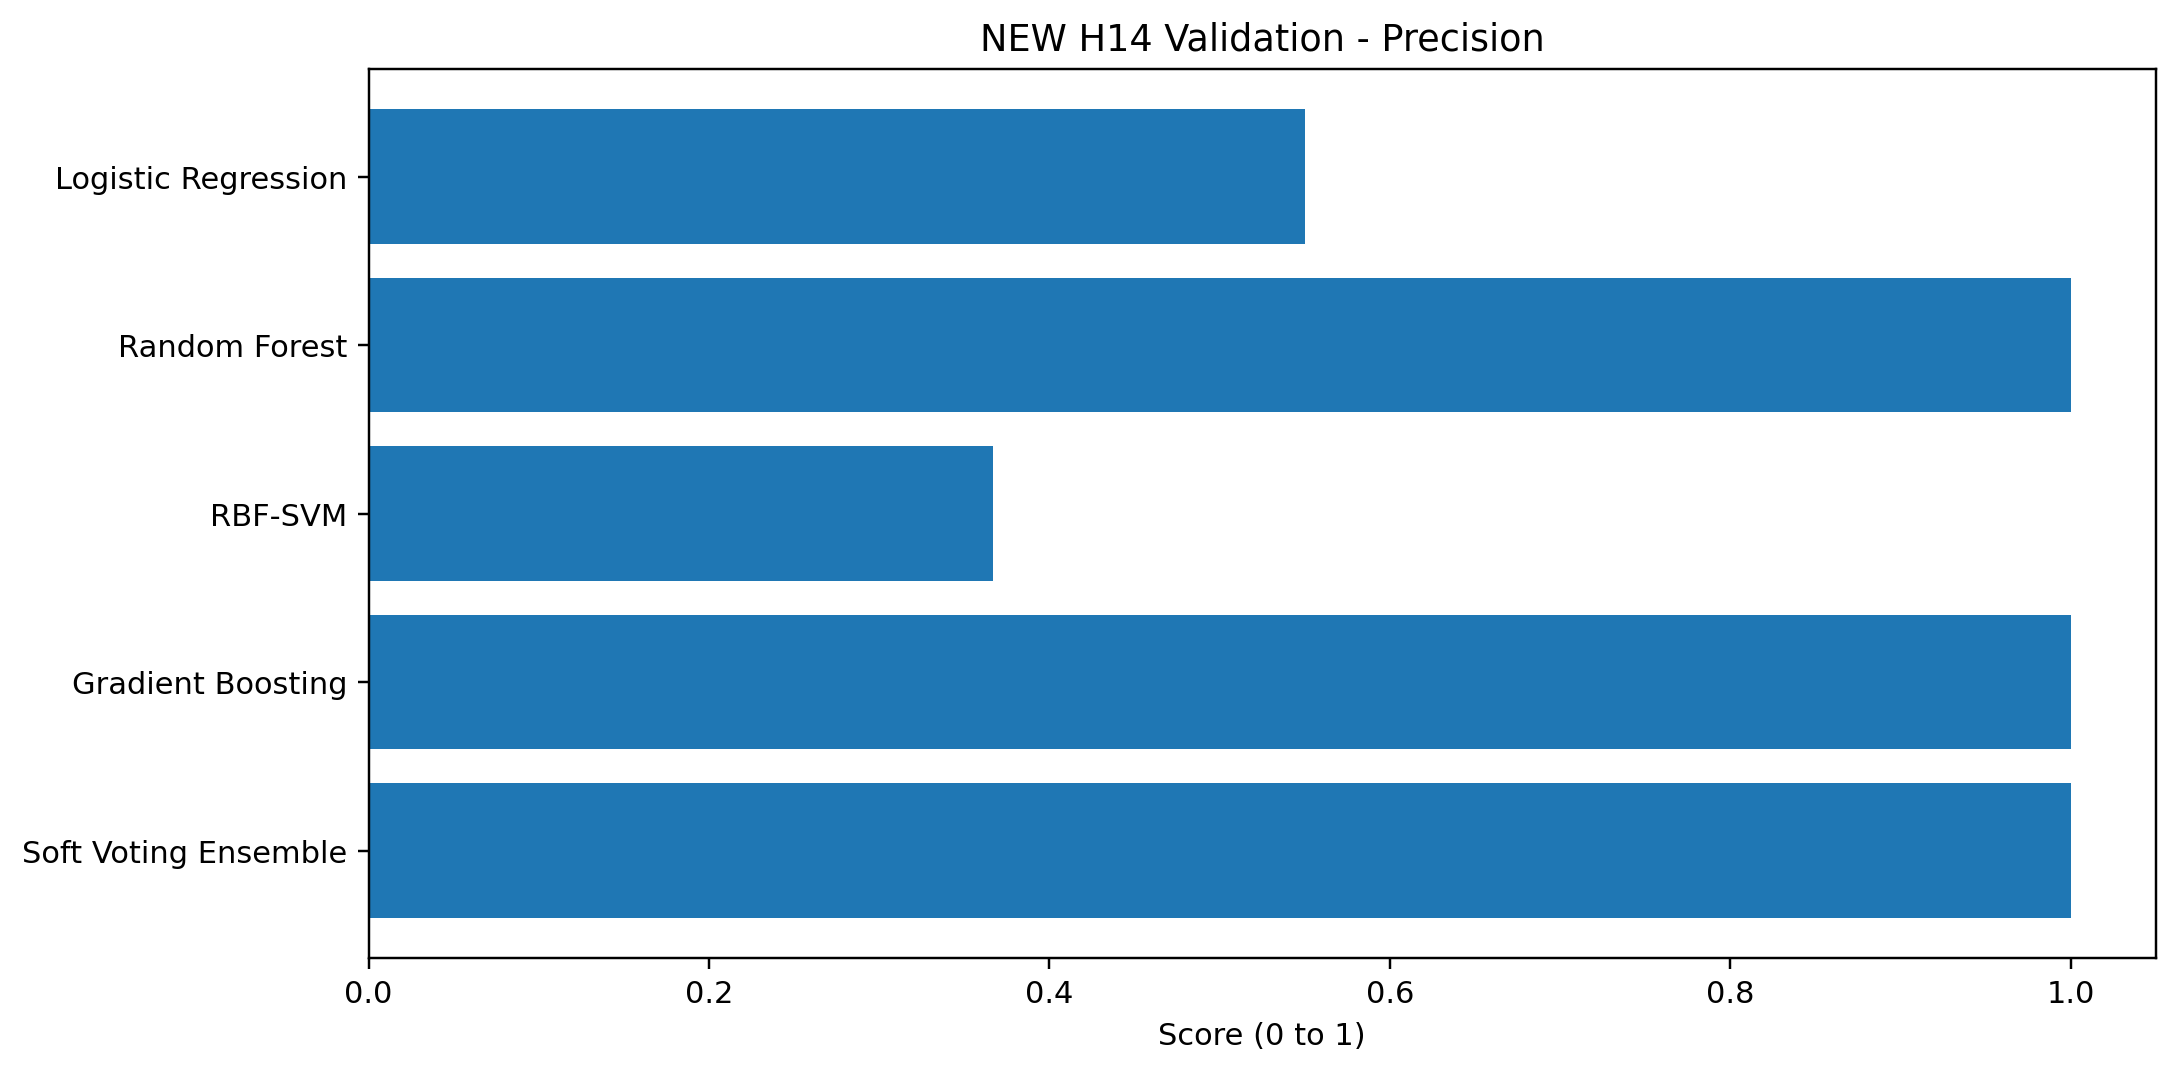 NEW H14 Validation - Precision
Logistic Regression
Random Forest
RBF-SVM
Gradient Boosting
Soft Voting Ensemble
0.0 0.2 0.4 0.6 0.8 1.0
Score (0 to 1)